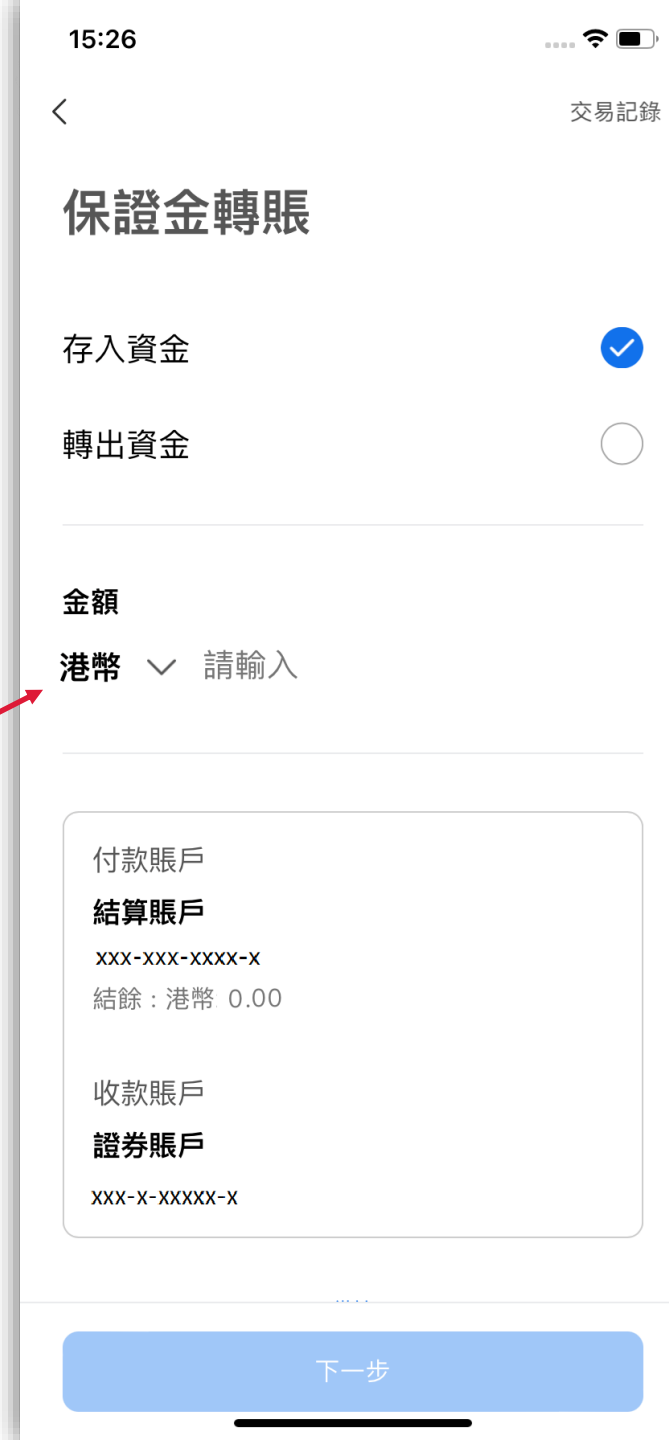 15:26
交易記錄
保證金轉賬
存入資金
轉出資金
金額
港幣 請輸入
付款賬戶
結算賬戶
xxx-xxx-xxxx-x
結餘：港幣 0.00
收款賬戶
證券賬戶
xxx-x-xxxxx-x
下一步